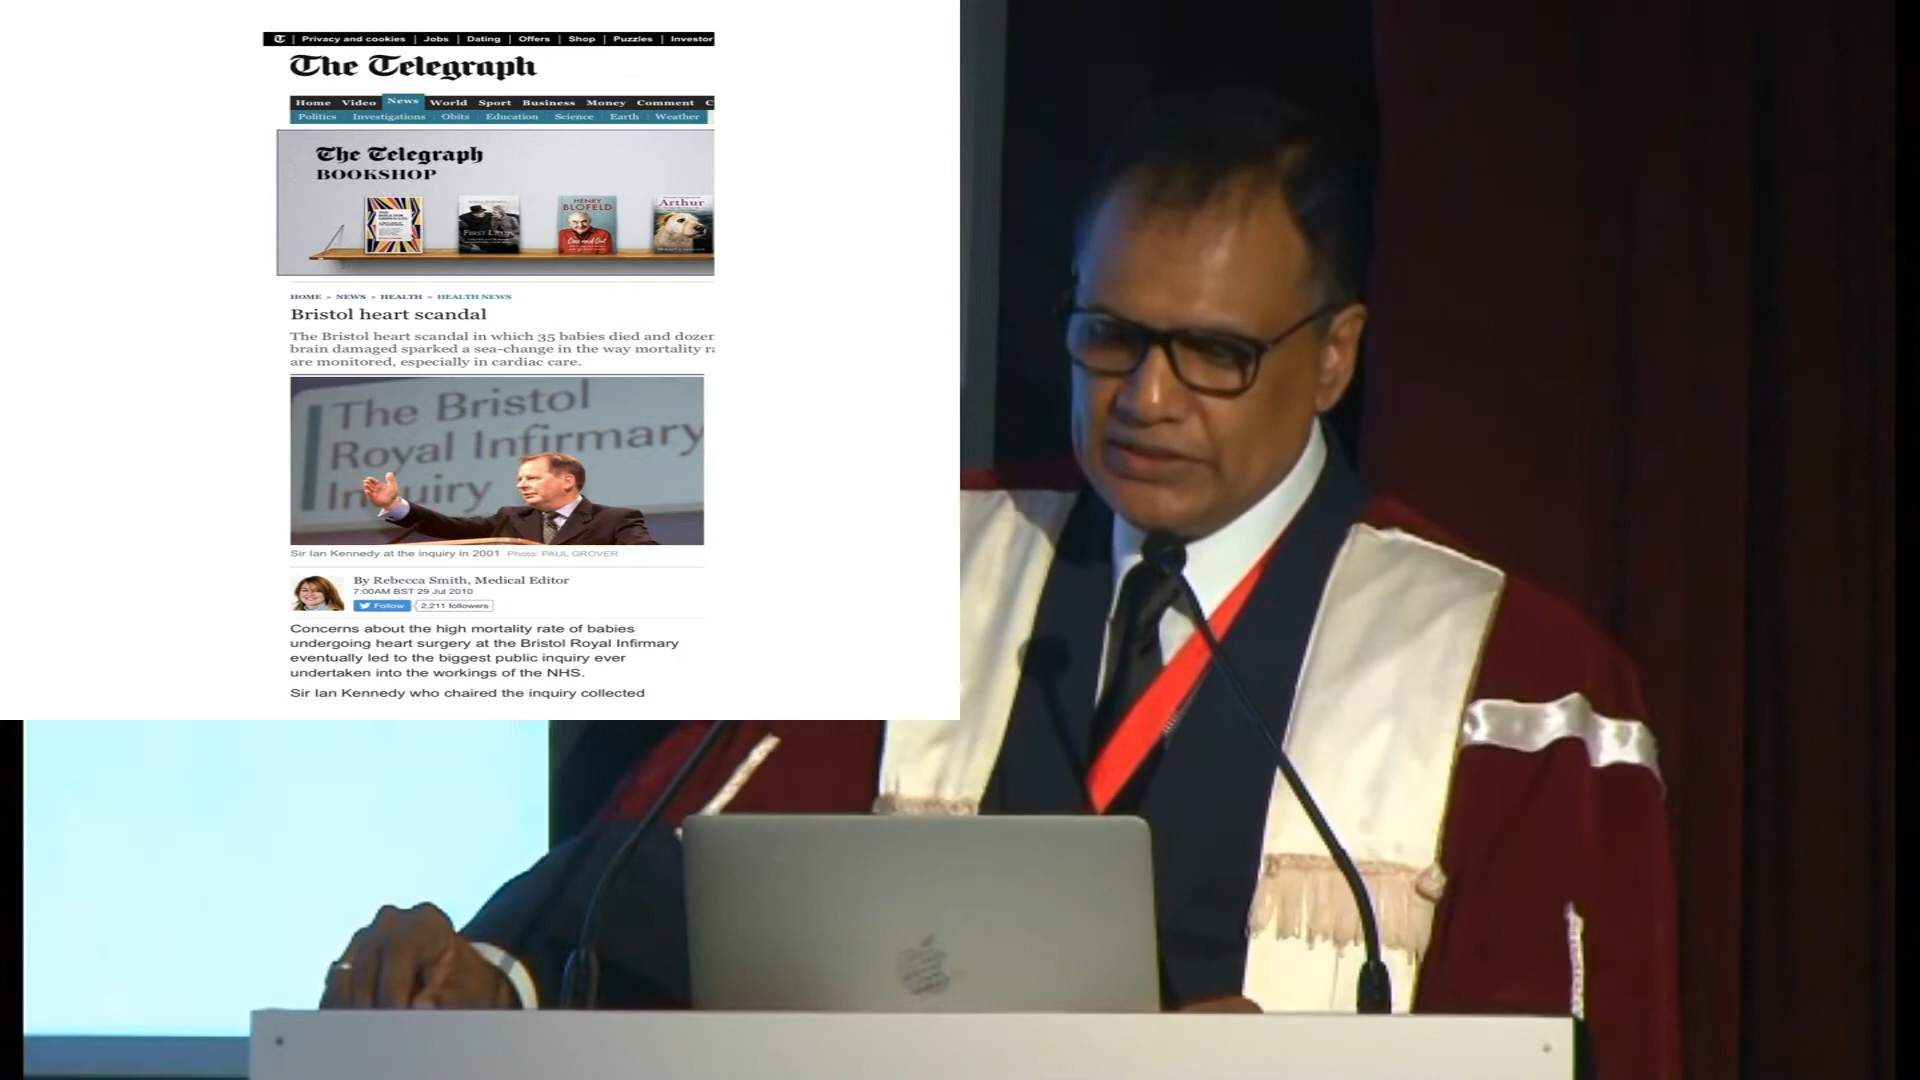 Privacy and cookies | Jobs | Dating | Offers | Shop | Puzzles | Investor
The Telegraph
Home Video News World Sport Business Money Comment C
Politics Investigations Obits Education Science Earth Weather
The Telegraph
BOOKSHOP
FIRST
HENRY
BLOFELD
Over and Out
Arthur
HOME » NEWS » HEALTH » HEALTH NEWS
Bristol heart scandal
The Bristol heart scandal in which 35 babies died and dozen
brain damaged sparked a sea-change in the way mortality ra
are monitored, especially in cardiac care.
The Bristol
Royal Infirmary
Inquiry
Sir Ian Kennedy at the inquiry in 2001 Photo: PAUL GROVER
By Rebecca Smith, Medical Editor
7:00AM BST 29 Jul 2010
Follow 2,211 followers
Concerns about the high mortality rate of babies
undergoing heart surgery at the Bristol Royal Infirmary
eventually led to the biggest public inquiry ever
undertaken into the workings of the NHS.
Sir Ian Kennedy who chaired the inquiry collected